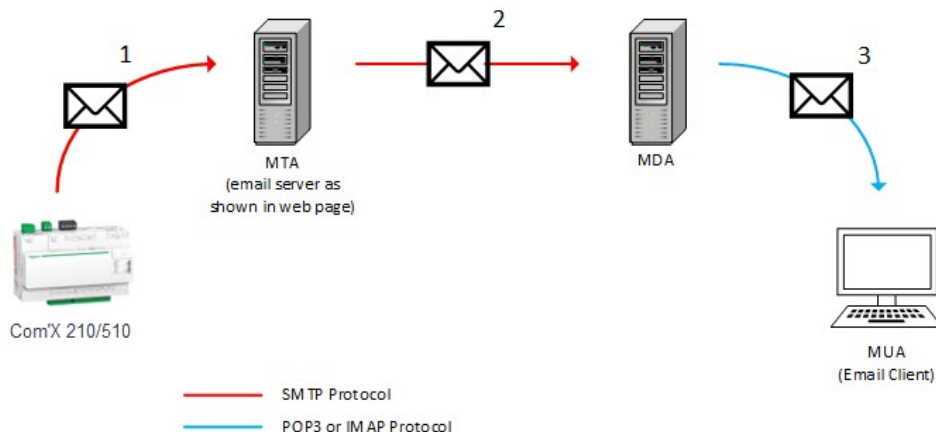 1
2
3
MTA
(email server as
shown in web page)
MDA
Com'X 210/510
MUA
(Email Client)
SMTP Protocol
POP3 or IMAP Protocol